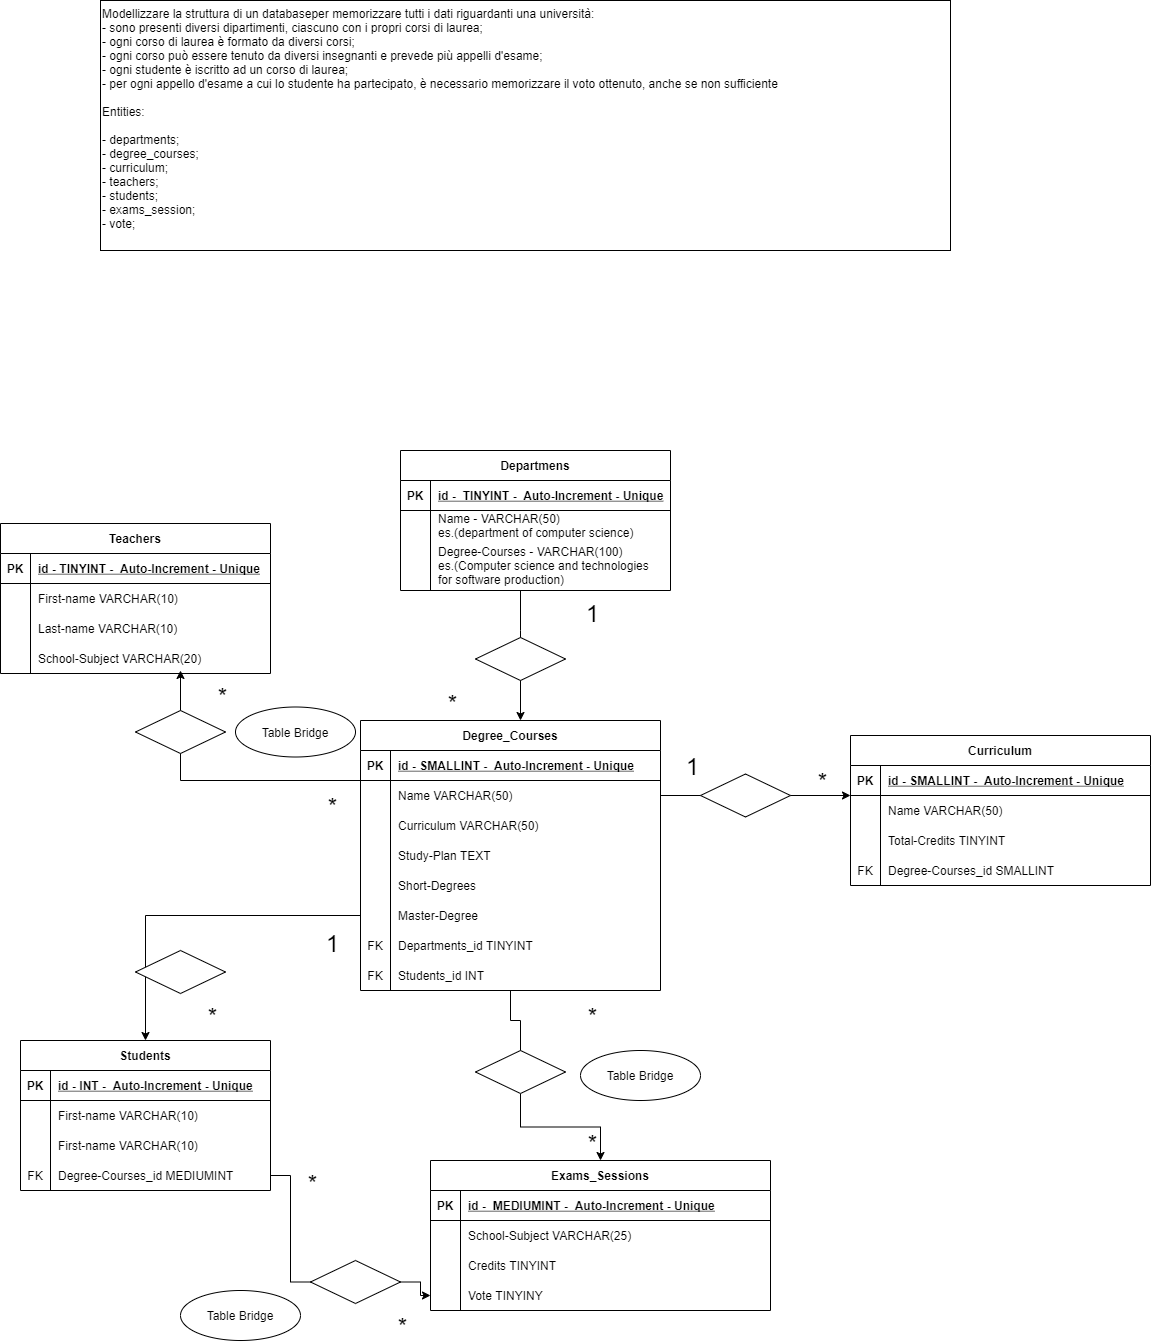 Modellizzare la struttura di un databaseper memorizzare tutti i dati riguardanti una università:
- sono presenti diversi dipartimenti, ciascuno con i propri corsi di laurea;
- ogni corso di laurea è formato da diversi corsi;
- ogni corso può essere tenuto da diversi insegnanti e prevede più appelli d'esame;
- ogni studente è iscritto ad un corso di laurea;
- per ogni appello d'esame a cui lo studente ha partecipato, è necessario memorizzare il voto ottenuto, anche se non sufficiente
Entities:
- departments;
- degree_courses;
- curriculum;
- teachers;
- students;
- exams_session;
- vote;
Departmens
PK id - TINYINT - Auto-Increment - Unique
Name - VARCHAR(50)
es.(department of computer science)
Degree-Courses - VARCHAR(100)
es.(Computer science and technologies
for software production)
Teachers
PK id - TINYINT - Auto-Increment - Unique
First-name VARCHAR(10)
Last-name VARCHAR(10)
School-Subject VARCHAR(20)
1
*
*
Table Bridge
*
Degree_Courses
PK id - SMALLINT - Auto-Increment - Unique
Name VARCHAR(50)
Curriculum VARCHAR(50)
Study-Plan TEXT
Short-Degrees
Master-Degree
FK Departments_id TINYINT
FK Students_id INT
1
*
Curriculum
PK id - SMALLINT - Auto-Increment - Unique
Name VARCHAR(50)
Total-Credits TINYINT
FK Degree-Courses_id SMALLINT
1
*
Students
PK id - INT - Auto-Increment - Unique
First-name VARCHAR(10)
First-name VARCHAR(10)
FK Degree-Courses_id MEDIUMINT
*
Table Bridge
*
Exams_Sessions
PK id - MEDIUMINT - Auto-Increment - Unique
School-Subject VARCHAR(25)
Credits TINYINT
Vote TINYINY
*
Table Bridge
*